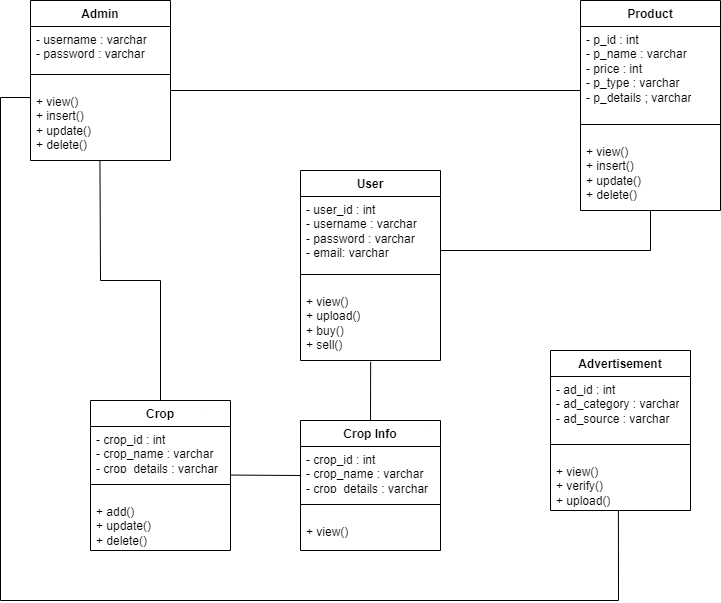 Admin
- username : varchar
- password : varchar
+ view()
+ insert()
+ update()
+ delete()
Product
- p_id : int
- p_name : varchar
- price : int
- p_type : varchar
- p_details ; varchar
+ view()
+ insert()
+ update()
+ delete()
User
- user_id : int
- username : varchar
- password : varchar
- email: varchar
+ view()
+ upload()
+ buy()
+ sell()
Advertisement
- ad_id : int
- ad_category : varchar
- ad_source : varchar
+ view()
+ verify()
+ upload()
Crop
- crop_id : int
- crop_name : varchar
- crop_details : varchar
+ add()
+ update()
+ delete()
Crop Info
- crop_id : int
- crop_name : varchar
- crop_details : varchar
+ view()